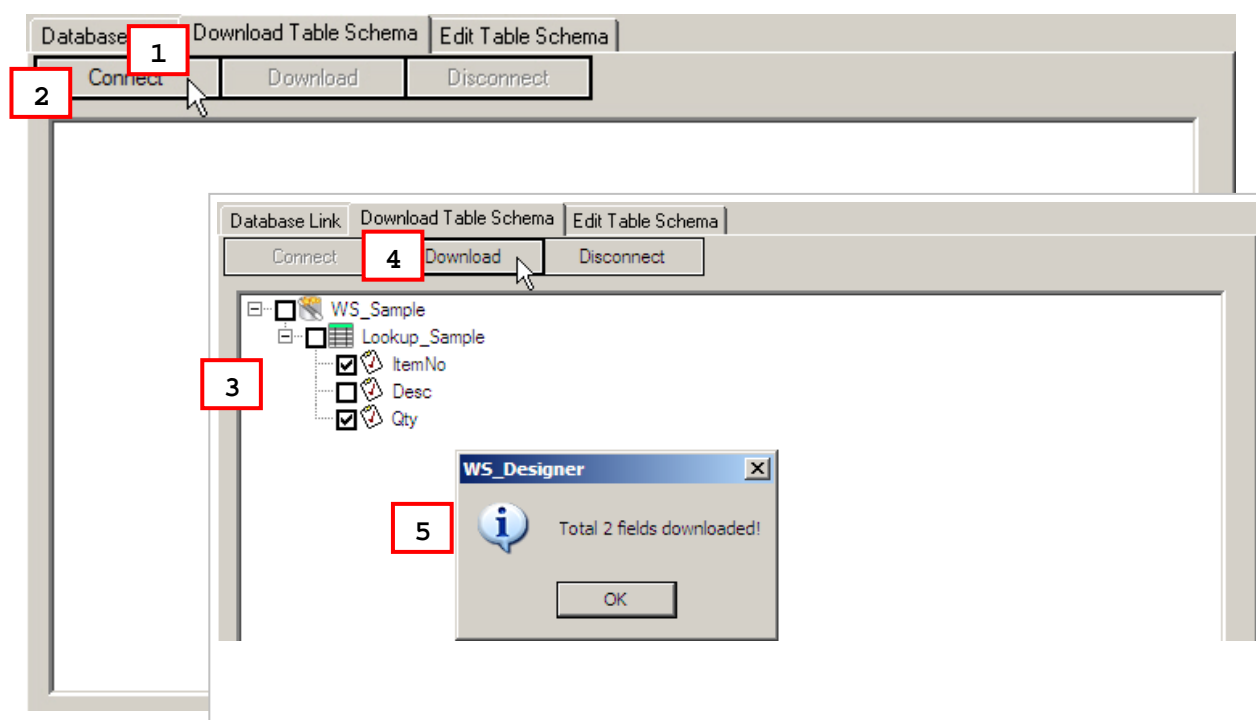 Database Download Table Schema Edit Table Schema
1
Connect Download Disconnect
2
Database Link Download Table Schema Edit Table Schema
Connect 4 Download Disconnect
WS_Sample
Lookup_Sample
ItemNo
3
Desc
Qty
WS_Designer
5
Total 2 fields downloaded!
OK